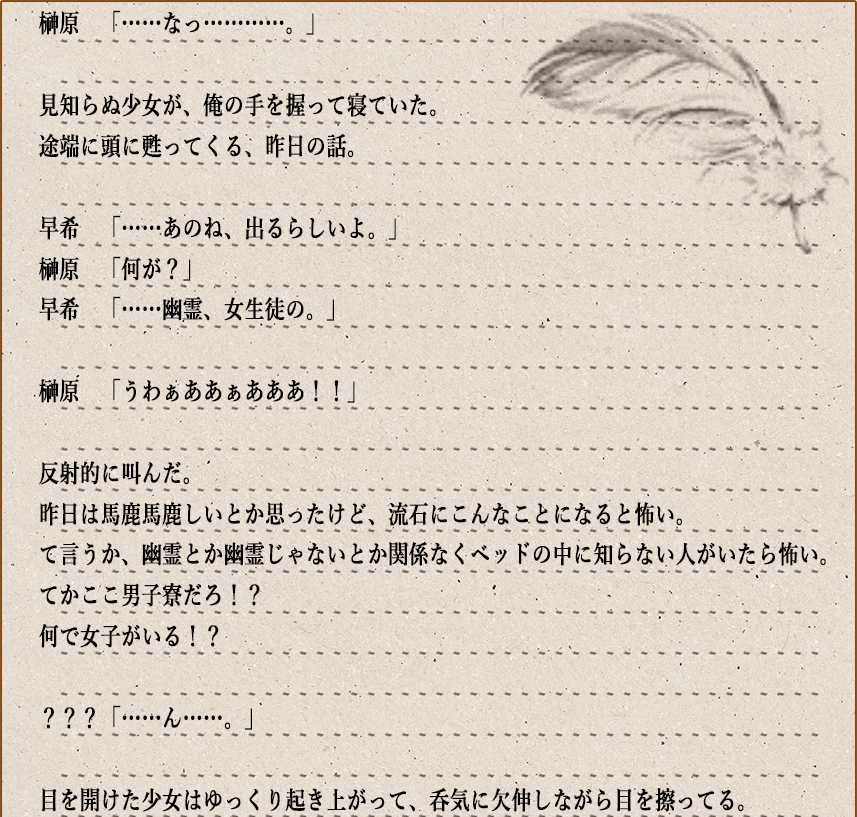 榊原　「……なっ…………。」
見知らぬ少女が、俺の手を握って寝ていた。
途端に頭に甦ってくる、昨日の話。
早希　「……あのね、出るらしいよ。」
榊原　「何が？」
早希　「……幽霊、女生徒の。」
榊原　「うわぁああぁあああ！！」
反射的に叫んだ。
昨日は馬鹿馬鹿しいとか思ったけど、流石にこんなことになると怖い。
て言うか、幽霊とか幽霊じゃないとか関係なくベッドの中に知らない人がいたら怖い。
てかここ男子寮だろ！？
何で女子がいる！？
？？？「……ん……。」
目を開けた少女はゆっくり起き上がって、呑気に欠伸しながら目を擦ってる。